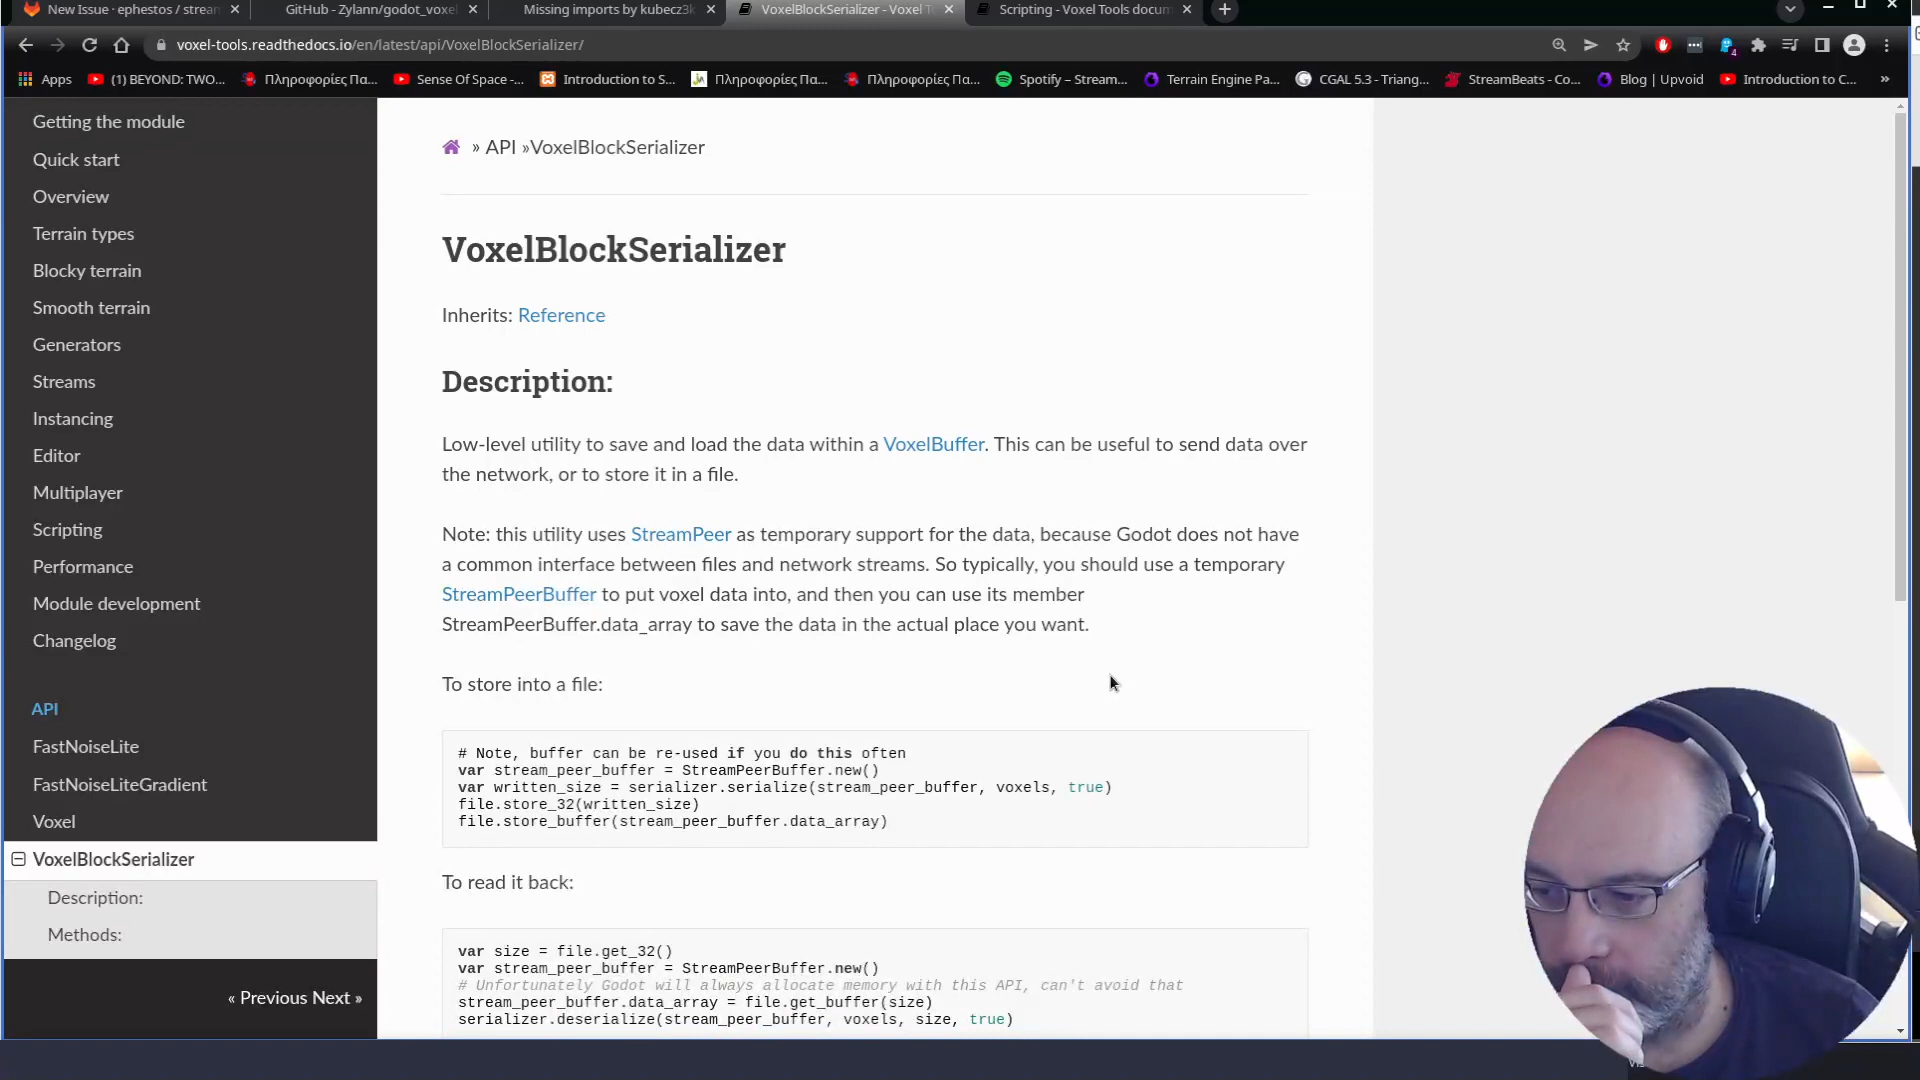 New Issue · ephestos / stream
GitHub - Zylann/godot_voxel
Missing imports by kubecz3k
VoxelBlockSerializer - Voxel T
Scripting - Voxel Tools docum
voxel-tools.readthedocs.io/en/latest/api/VoxelBlockSerializer/
4
Apps
(1) BEYOND: TWO...
Πληροφορίες Πα...
Sense Of Space -...
Introduction to S...
Πληροφορίες Πα...
Πληροφορίες Πα...
Spotify – Stream...
Terrain Engine Pa...
CGAL 5.3 - Triang...
StreamBeats - Co...
Blog | Upvoid
Introduction to C...
»
Getting the module
Quick start
Overview
Terrain types
Blocky terrain
Smooth terrain
Generators
Streams
Instancing
Editor
Multiplayer
Scripting
Performance
Module development
Changelog
API
FastNoiseLite
FastNoiseLiteGradient
Voxel
VoxelBlockSerializer
Description:
Methods:
« Previous Next »
» API »VoxelBlockSerializer
VoxelBlockSerializer
Inherits: Reference
Description:
Low-level utility to save and load the data within a VoxelBuffer. This can be useful to send data over
the network, or to store it in a file.
Note: this utility uses StreamPeer as temporary support for the data, because Godot does not have
a common interface between files and network streams. So typically, you should use a temporary
StreamPeerBuffer to put voxel data into, and then you can use its member
StreamPeerBuffer.data_array to save the data in the actual place you want.
To store into a file:
# Note, buffer can be re-used if you do this often
var stream_peer_buffer = StreamPeerBuffer.new()
var written_size = serializer.serialize(stream_peer_buffer, voxels, true)
file.store_32(written_size)
file.store_buffer(stream_peer_buffer.data_array)
To read it back:
var size = file.get_32()
var stream_peer_buffer = StreamPeerBuffer.new()
# Unfortunately Godot will always allocate memory with this API, can't avoid that
stream_peer_buffer.data_array = file.get_buffer(size)
serializer.deserialize(stream_peer_buffer, voxels, size, true)